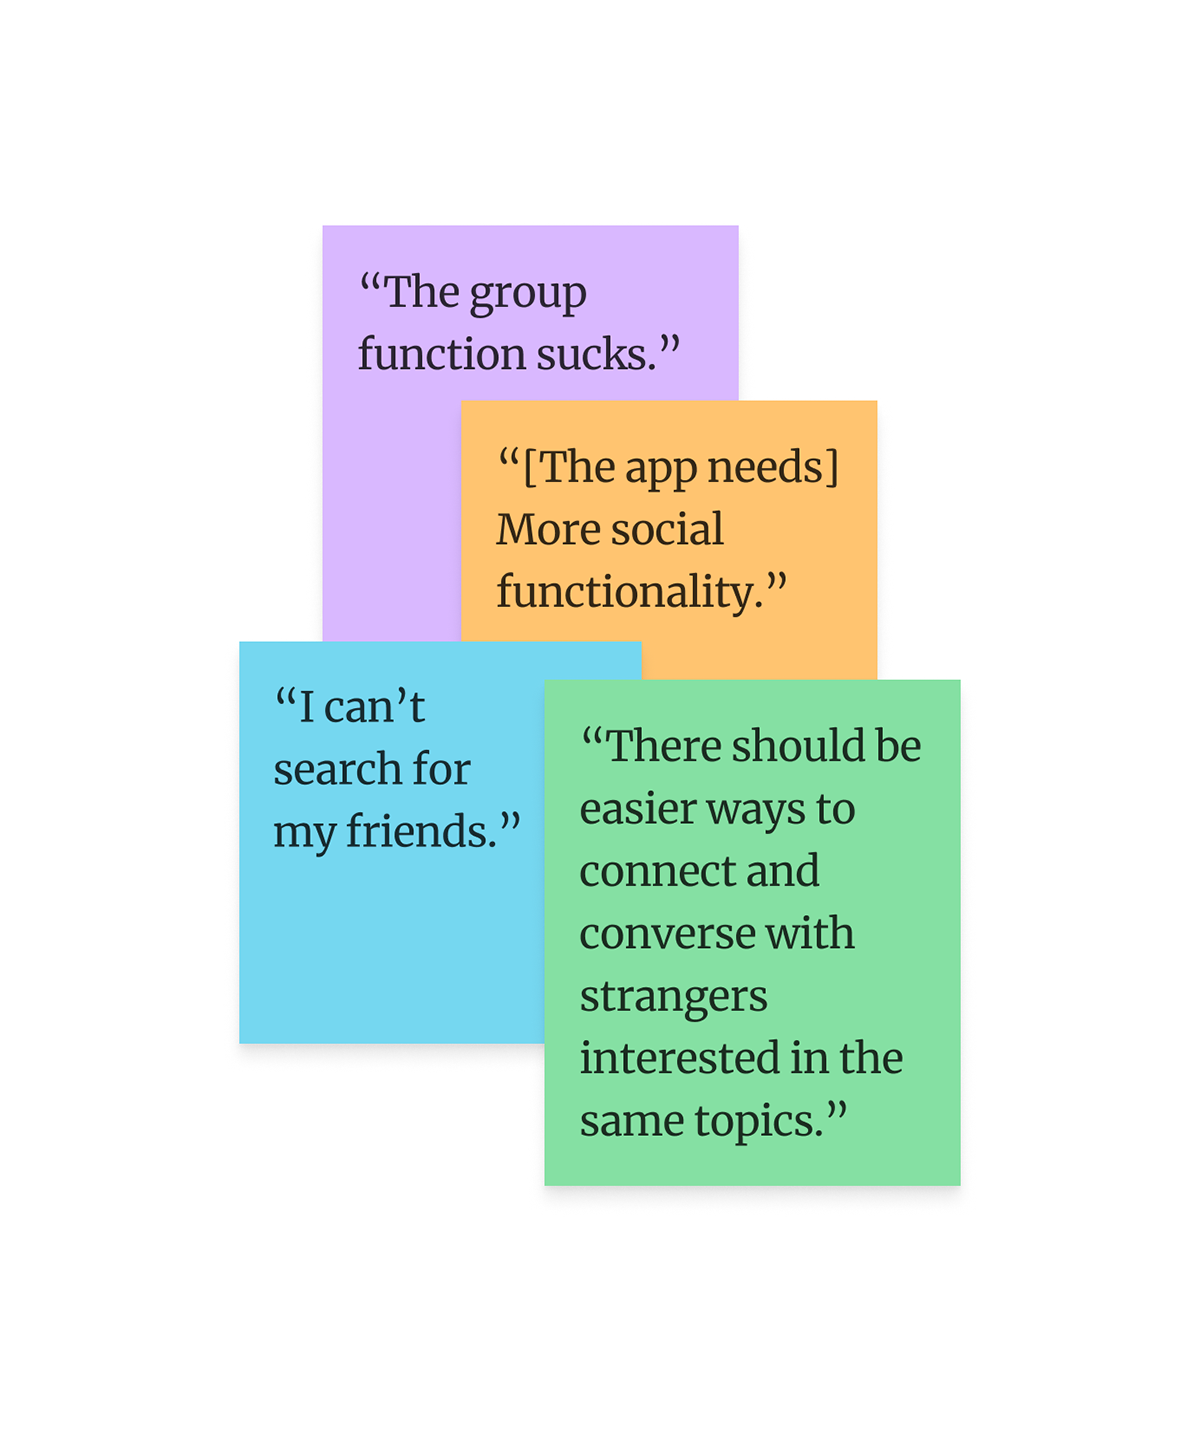 “The group
function sucks.”
“[The app needs]
More social
functionality.”
“I can’t
search for
my friends.”
“There should be
easier ways to
connect and
converse with
strangers
interested in the
same topics.”